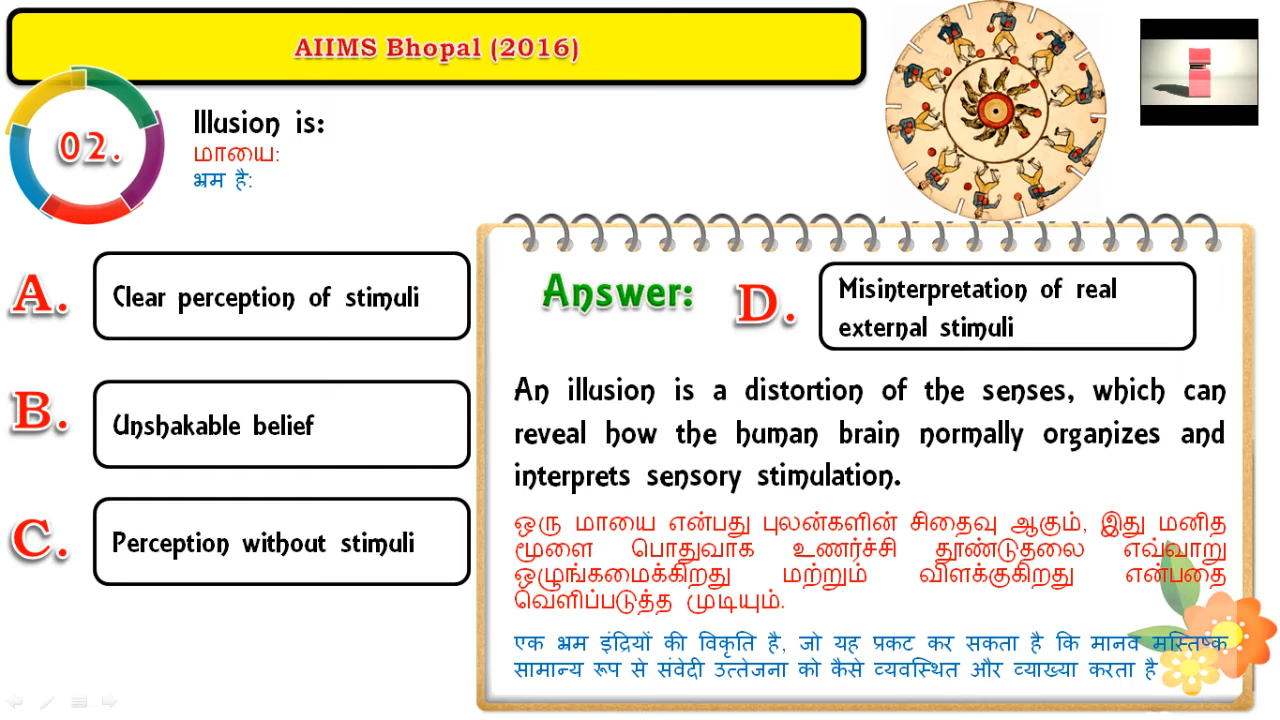 AIIMS Bhopal (2016)
02.
Illusion is:
மாயை:
भ्रम है:
A.
Clear perception of stimuli
B.
Unshakable belief
C.
Perception without stimuli
Answer:
D.
Misinterpretation of real
external stimuli
An illusion is a distortion of the senses, which can
reveal how the human brain normally organizes and
interprets sensory stimulation.
ஒரு மாயை என்பது புலன்களின் சிதைவு ஆகும், இது மனித
மூளை பொதுவாக உணர்ச்சி தூண்டுதலை எவ்வாறு
ஒழுங்கமைக்கிறது மற்றும் விளக்குகிறது என்பதை
வெளிப்படுத்த முடியும்.
एक भ्रम इंद्रियों की विकृति है, जो यह प्रकट कर सकता है कि मानव मस्तिष्क
सामान्य रूप से संवेदी उत्तेजना को कैसे व्यवस्थित और व्याख्या करता है